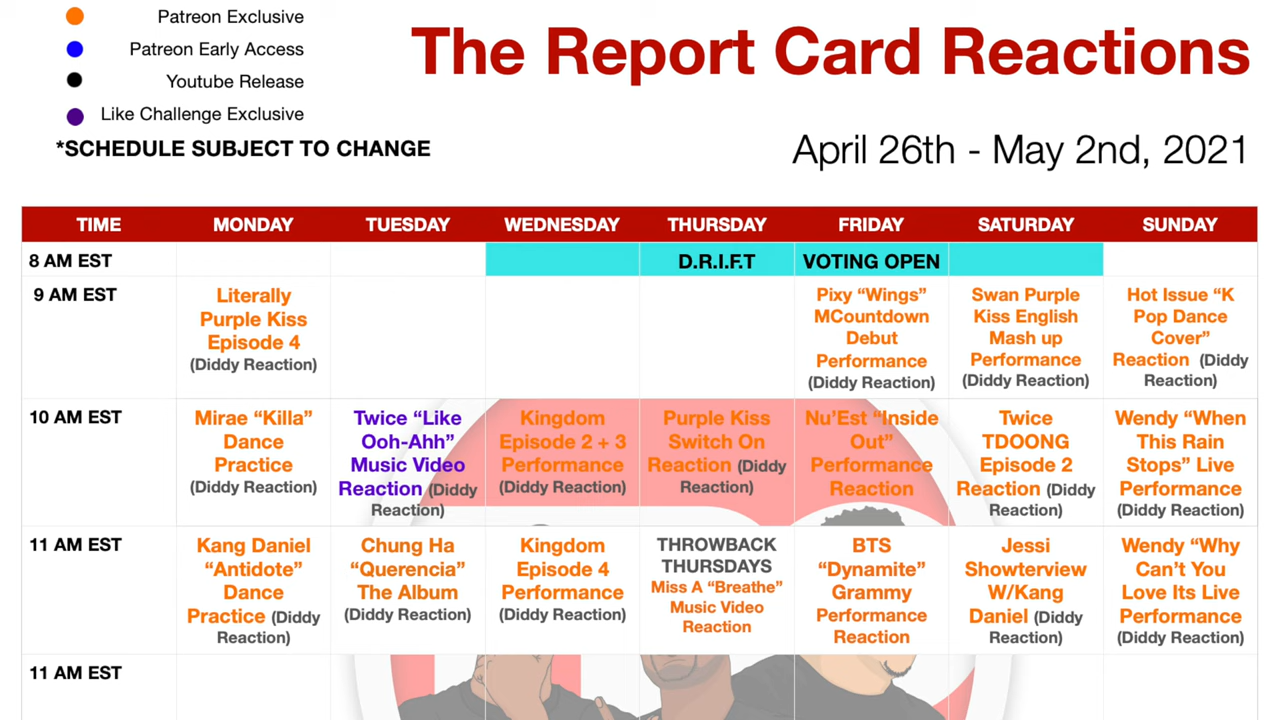 Patreon Exclusive
Patreon Early Access
Youtube Release
Like Challenge Exclusive
*SCHEDULE SUBJECT TO CHANGE
The Report Card Reactions
April 26th - May 2nd, 2021
TIME MONDAY TUESDAY WEDNESDAY THURSDAY FRIDAY SATURDAY SUNDAY
8 AM EST D.R.I.F.T VOTING OPEN
9 AM EST
Literally
Purple Kiss
Episode 4
(Diddy Reaction)
Pixy “Wings”
MCountdown
Debut
Performance
(Diddy Reaction)
Swan Purple
Kiss English
Mash up
Performance
(Diddy Reaction)
Hot Issue “K
Pop Dance
Cover”
Reaction (Diddy
Reaction)
10 AM EST
Mirae “Killa”
Dance
Practice
(Diddy Reaction)
Twice “Like
Ooh-Ahh”
Music Video
Reaction (Diddy
Reaction)
Kingdom
Episode 2 + 3
Performance
(Diddy Reaction)
Purple Kiss
Switch On
Reaction (Diddy
Reaction)
Nu’Est “Inside
Out”
Performance
Reaction
Twice
TDOONG
Episode 2
Reaction (Diddy
Reaction)
Wendy “When
This Rain
Stops” Live
Performance
(Diddy Reaction)
11 AM EST
Kang Daniel
“Antidote”
Dance
Practice (Diddy
Reaction)
Chung Ha
“Querencia”
The Album
(Diddy Reaction)
Kingdom
Episode 4
Performance
(Diddy Reaction)
THROWBACK
THURSDAYS
Miss A “Breathe”
Music Video
Reaction
BTS
“Dynamite”
Grammy
Performance
Reaction
Jessi
Showterview
W/Kang
Daniel (Diddy
Reaction)
Wendy “Why
Can’t You
Love Its Live
Performance
(Diddy Reaction)
11 AM EST